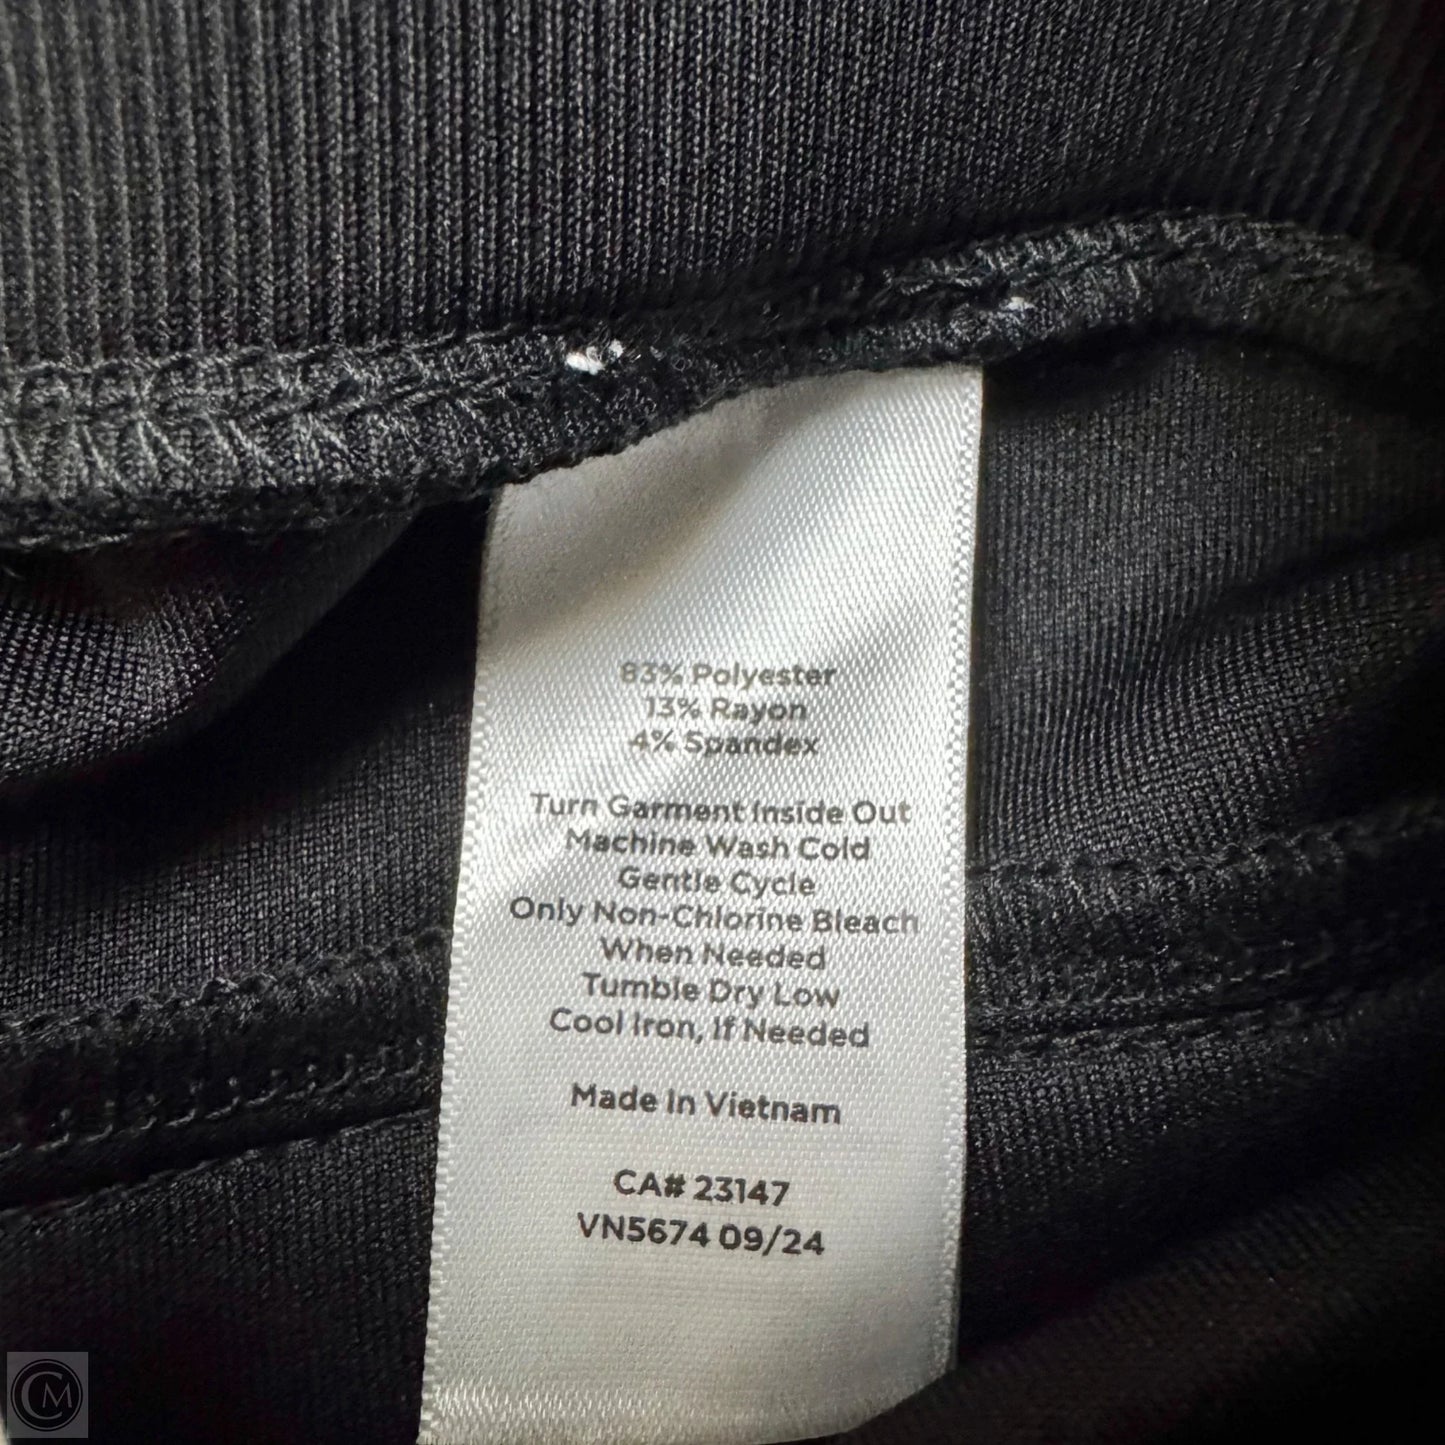 83% Polyester
13% Rayon
4% Spandex
Turn Garment Inside Out
Machine Wash Cold
Gentle Cycle
Only Non-Chlorine Bleach
When Needed
Tumble Dry Low
Cool Iron, If Needed
Made In Vietnam
CA# 23147
VN5674 09/24
CM